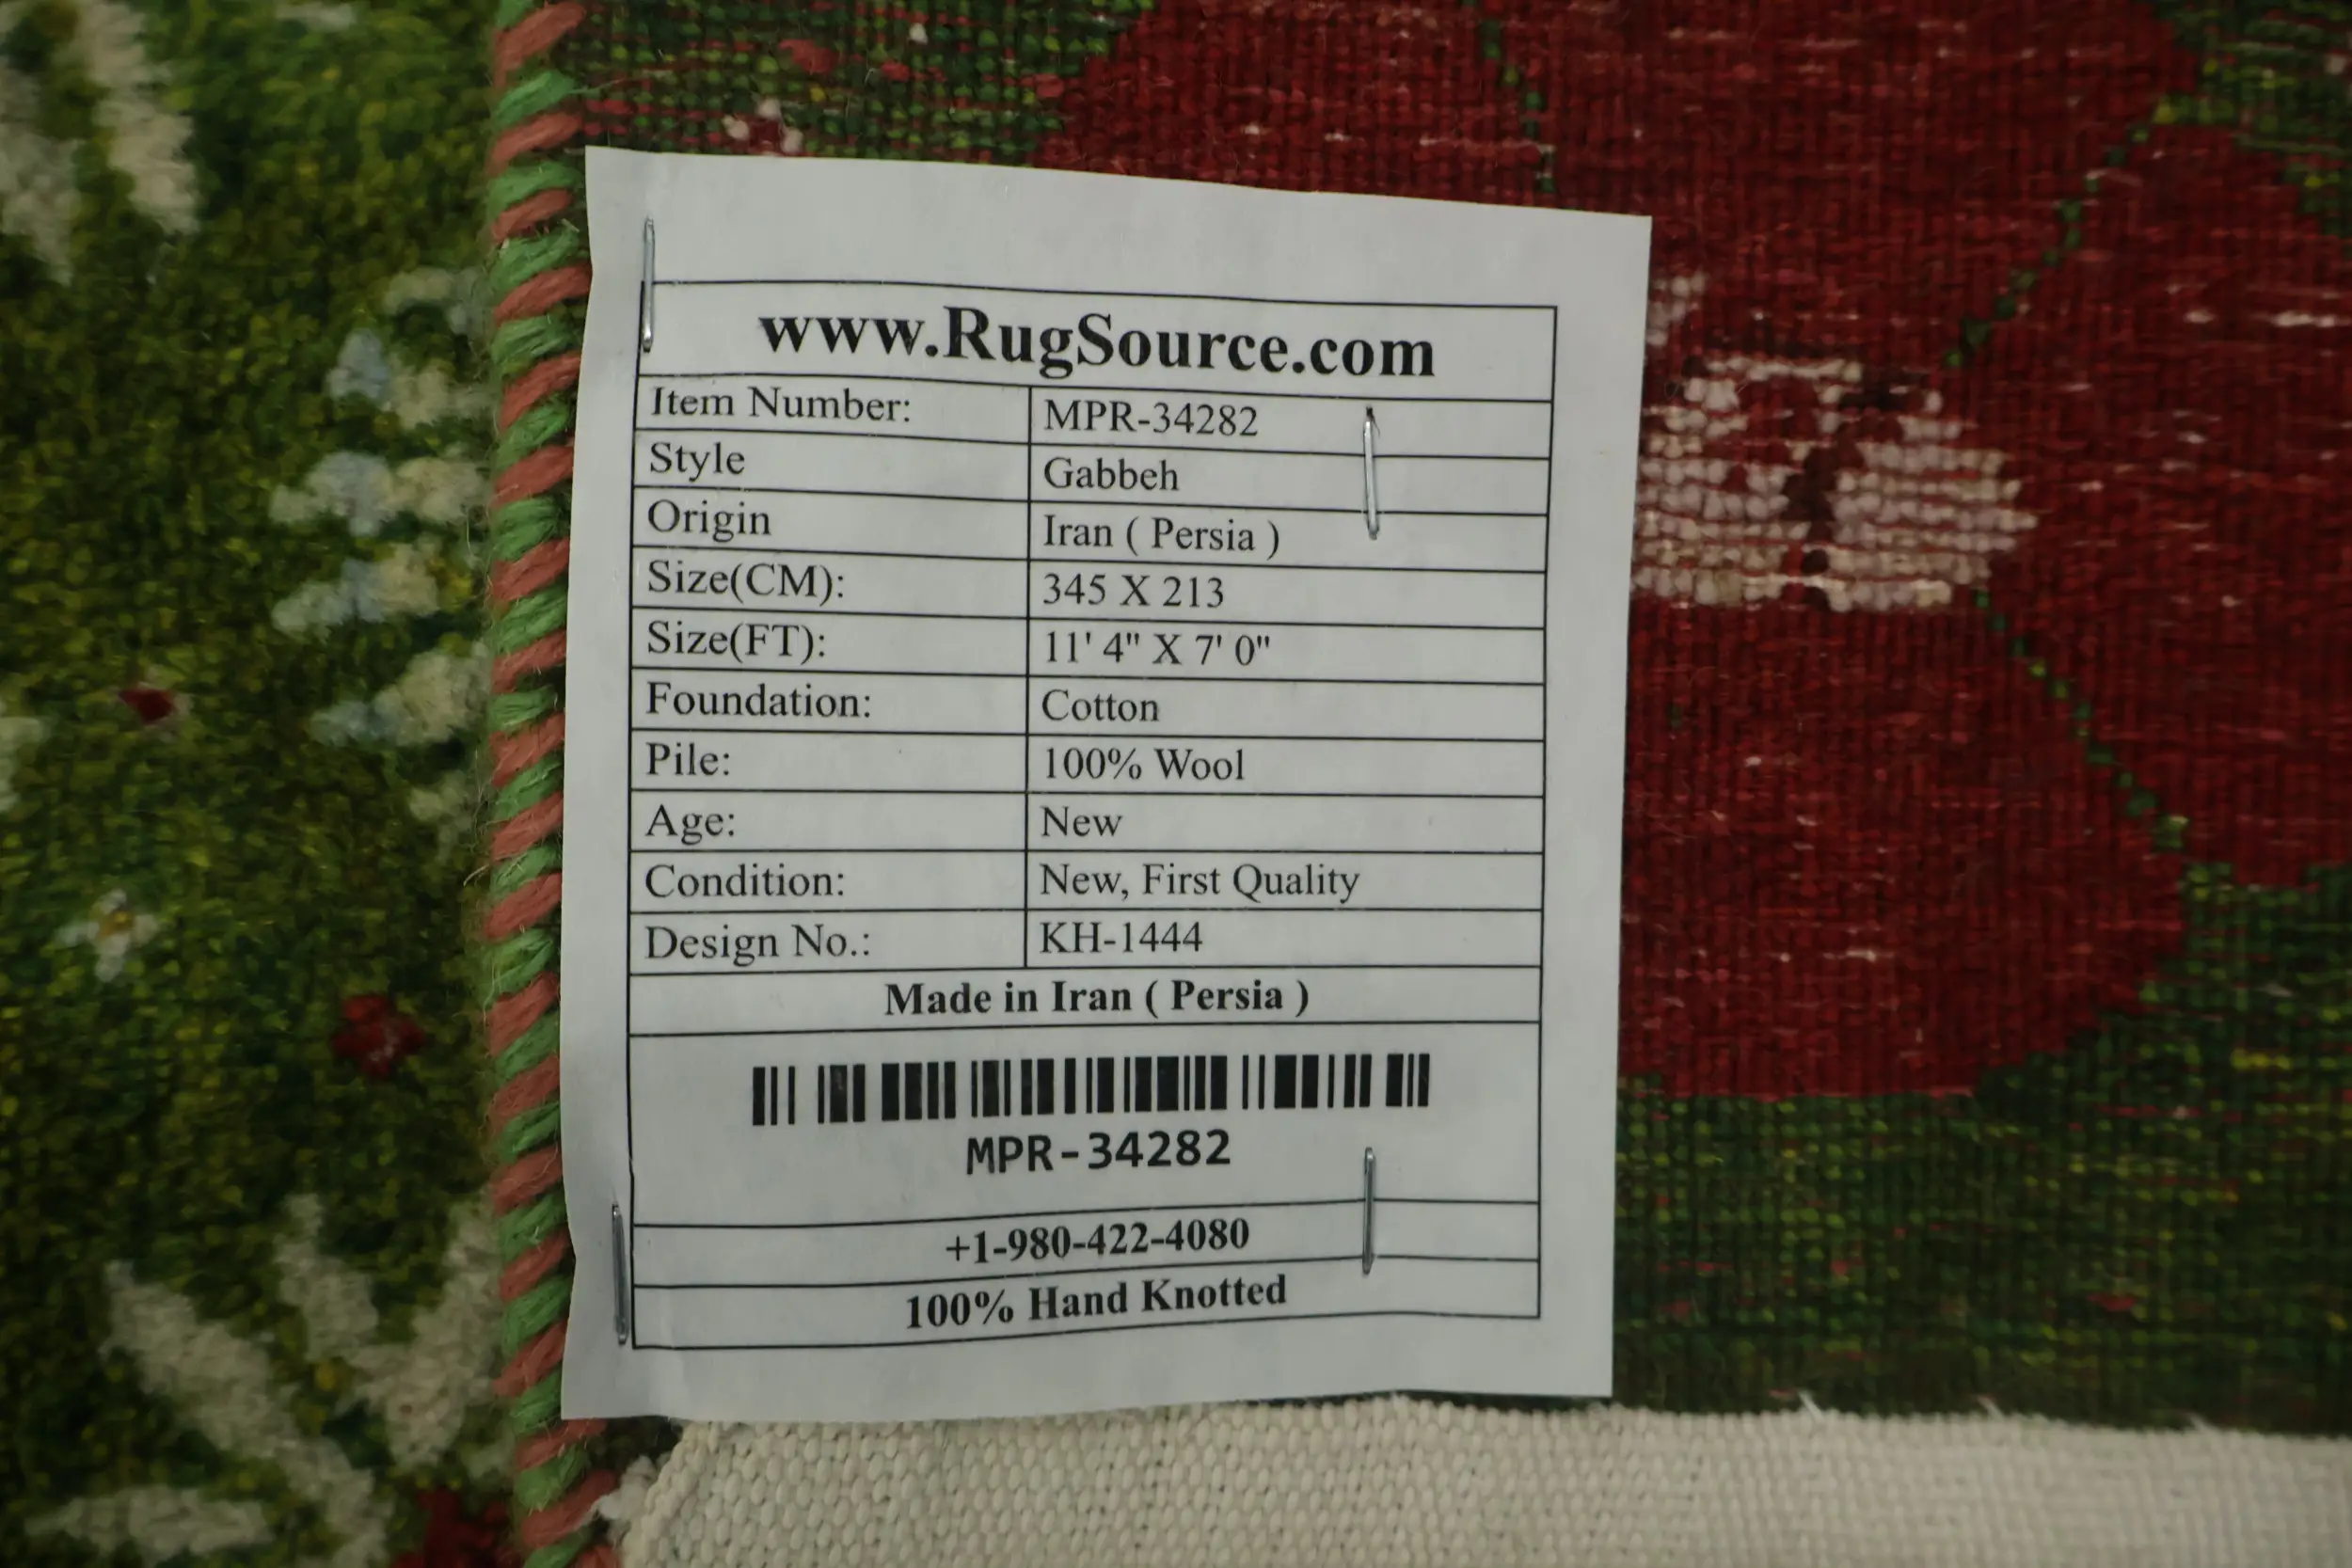 www.RugSource.com
Item Number: MPR-34282
Style Gabbeh
Origin Iran ( Persia )
Size(CM): 345 X 213
Size(FT): 11' 4" X 7' 0"
Foundation: Cotton
Pile: 100% Wool
Age: New
Condition: New, First Quality
Design No.: KH-1444
Made in Iran ( Persia )
MPR-34282
+1-980-422-4080
100% Hand Knotted